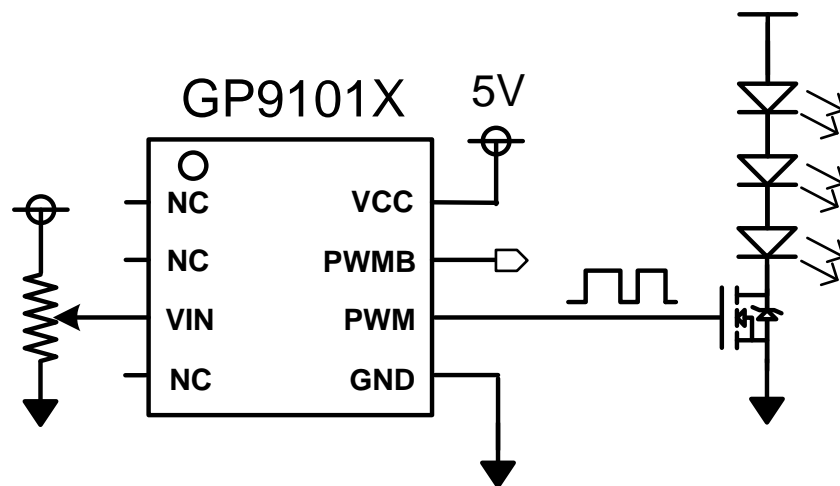 GP9101X
5V
NC
VCC
NC
PWMB
VIN
PWM
NC
GND